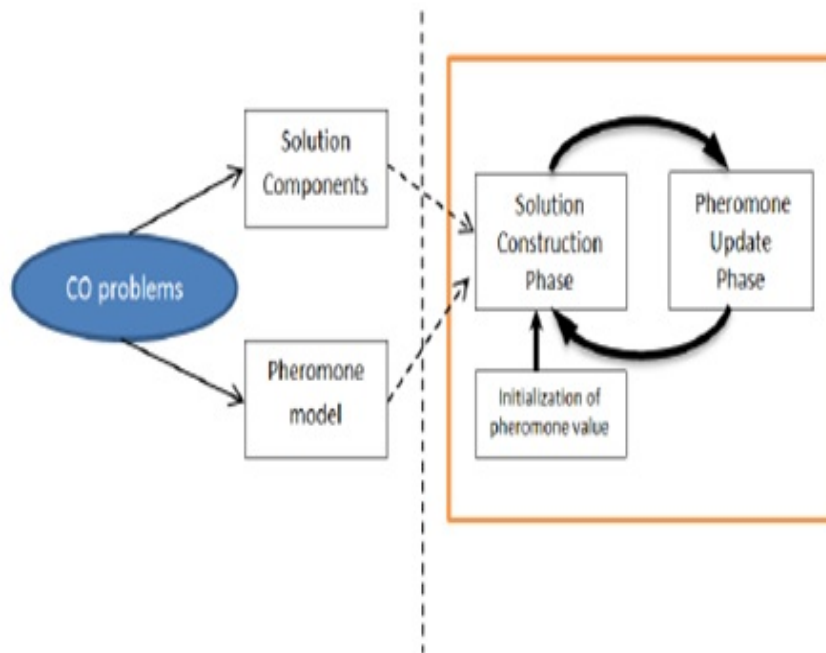 Solution
Components
CO problems
Pheromone
model
Solution
Construction
Phase
Pheromone
Update
Phase
Initialization of
pheromone value